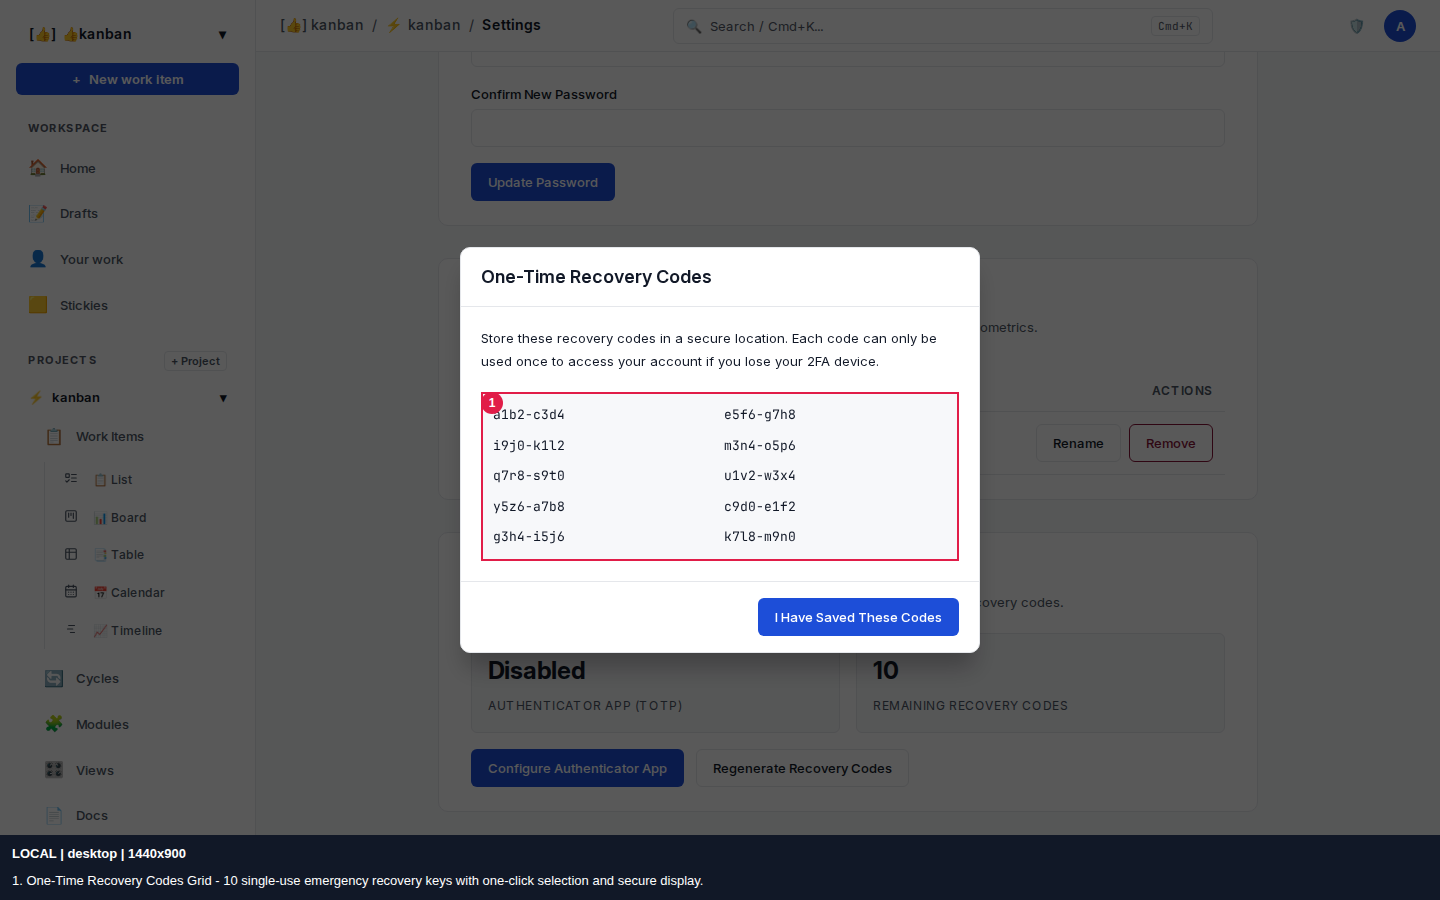 [👍] 👍kanban ▼
+ New work item
WORKSPACE
🏠 Home
📝 Drafts
👤 Your work
🟨 Stickies
PROJECTS + Project
⚡ kanban ▼
📋 Work Items
📋 List
📊 Board
📑 Table
📅 Calendar
📈 Timeline
🔄 Cycles
🧩 Modules
🎛️ Views
📄 Docs
[👍] kanban / ⚡ kanban / Settings
🔍 Search / Cmd+K... Cmd+K
🛡️ A
Confirm New Password
Update Password
ometrics.
ACTIONS
Rename Remove
One-Time Recovery Codes
Store these recovery codes in a secure location. Each code can only be
used once to access your account if you lose your 2FA device.
1
a1b2-c3d4 e5f6-g7h8
i9j0-k1l2 m3n4-o5p6
q7r8-s9t0 u1v2-w3x4
y5z6-a7b8 c9d0-e1f2
g3h4-i5j6 k7l8-m9n0
I Have Saved These Codes
overy codes.
Disabled
AUTHENTICATOR APP (TOTP)
10
REMAINING RECOVERY CODES
Configure Authenticator App Regenerate Recovery Codes
LOCAL | desktop | 1440x900
1. One-Time Recovery Codes Grid - 10 single-use emergency recovery keys with one-click selection and secure display.